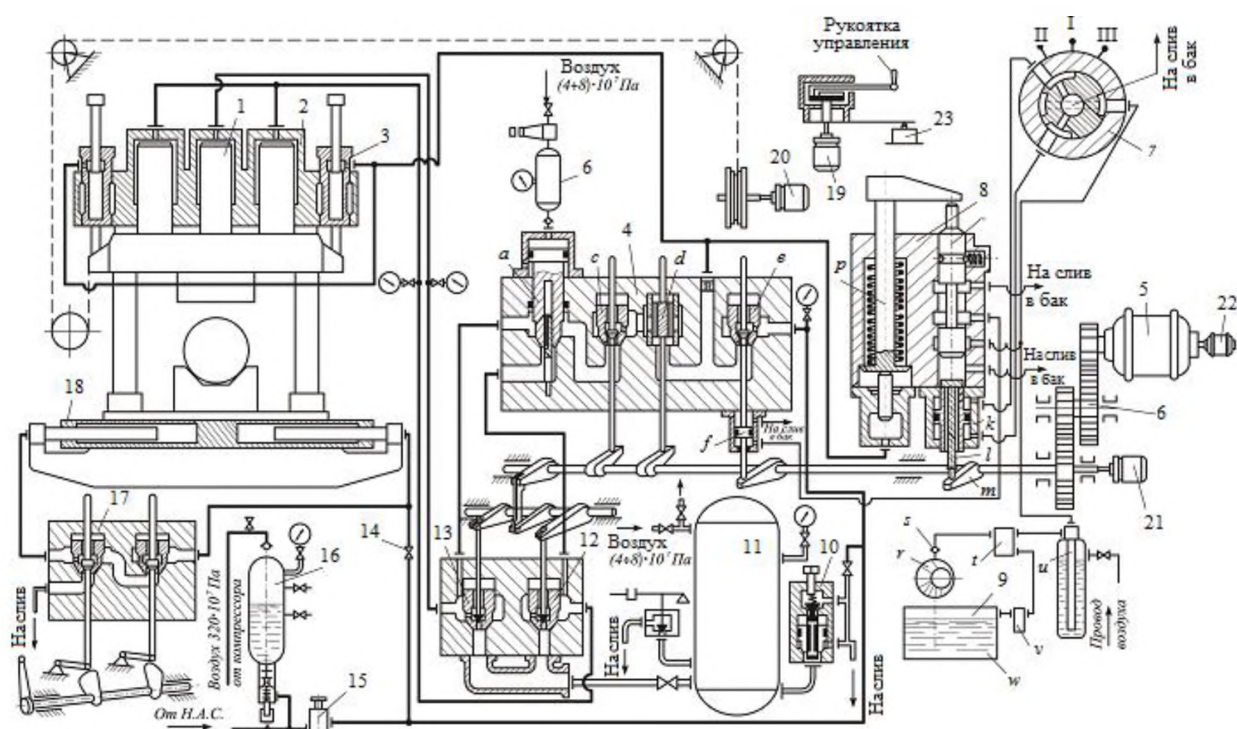 Рукоятка
управления
II
I
III
На слив
в бак
Воздух
(4÷8)·10⁷ Па
1
2
3
6
4
a
c
d
e
f
На слив
в бак
20
19
23
7
8
p
На слив
в бак
На слив
в бак
5
22
6
k
l
m
21
18
17
14
16
Воздух 320·10⁷ Па
от компрессора
На слив
От Н.А.С.
15
13
12
Воздух
(4÷8)·10⁷ Па
11
10
На слив
На слив
s
r
t
u
9
v
w
Провод
воздуха